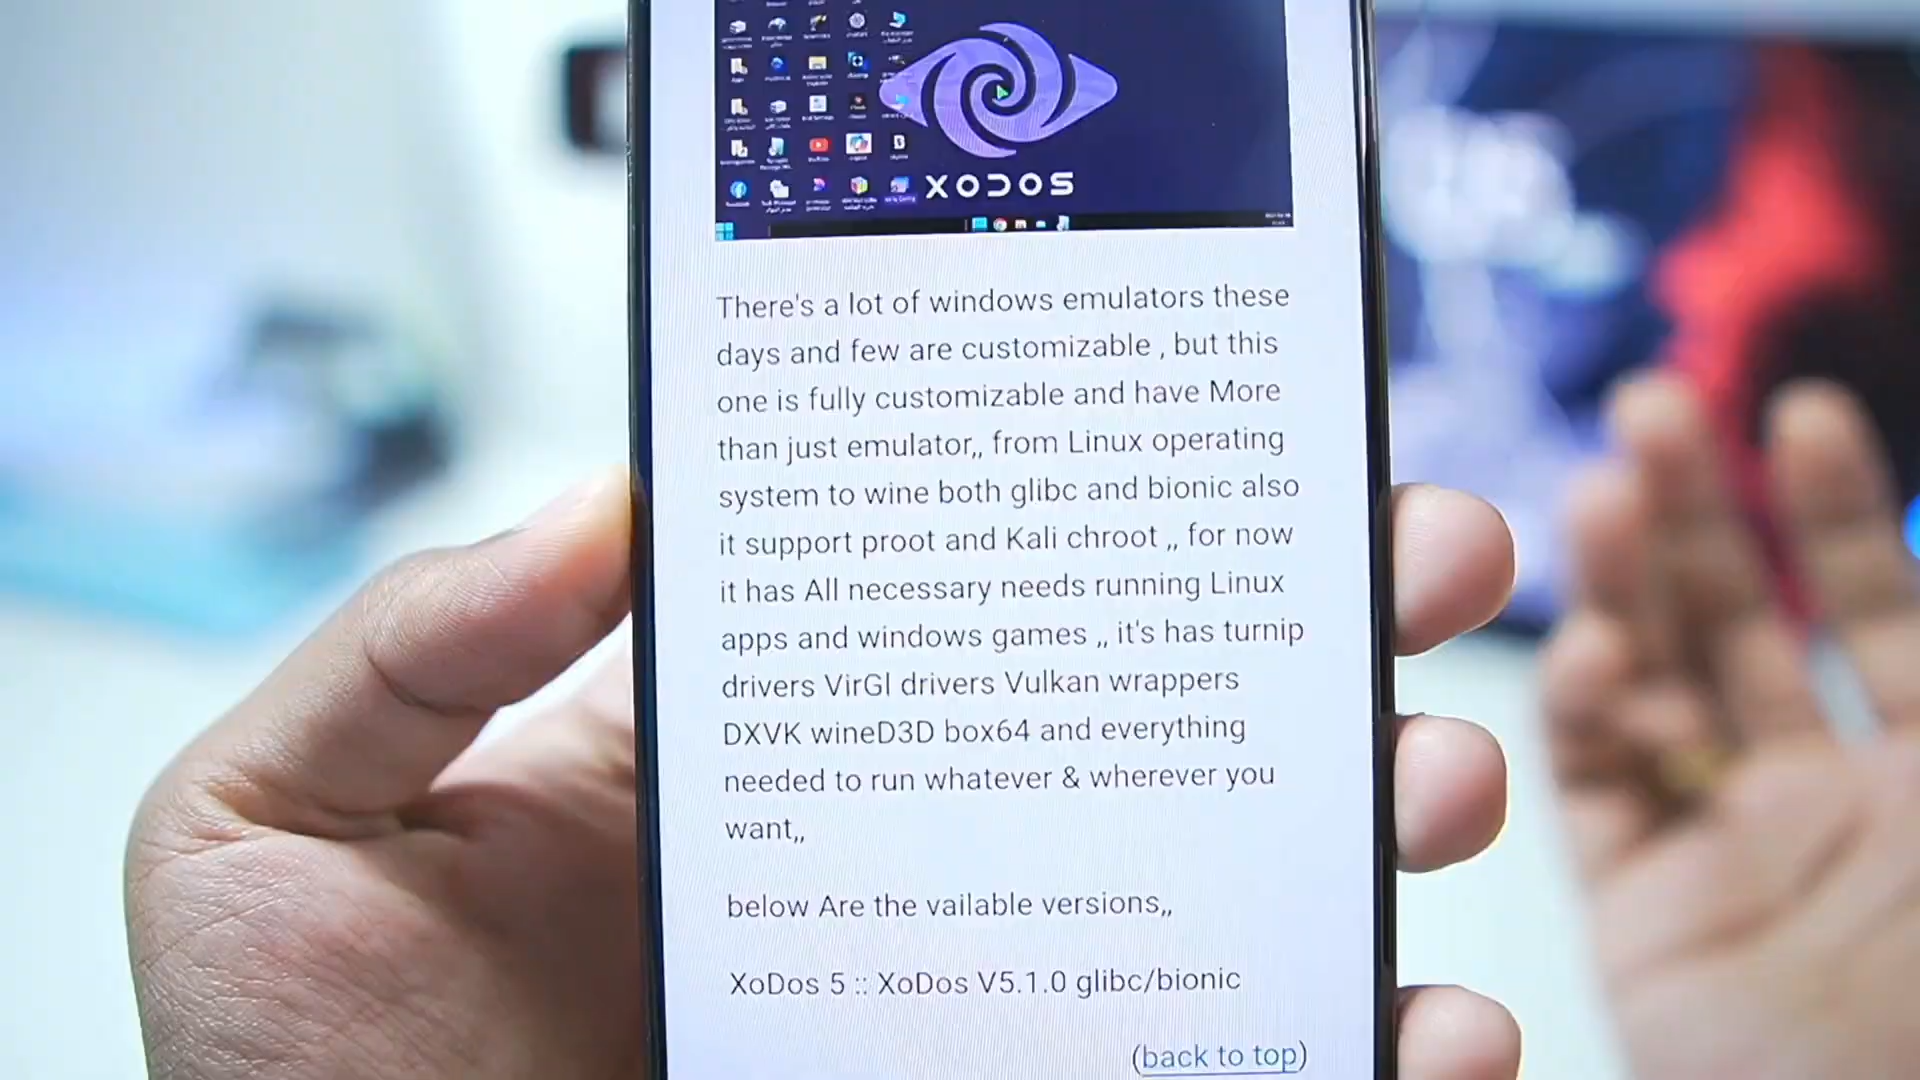 XODOS
There's a lot of windows emulators these
days and few are customizable , but this
one is fully customizable and have More
than just emulator,, from Linux operating
system to wine both glibc and bionic also
it support proot and Kali chroot ,, for now
it has All necessary needs running Linux
apps and windows games ,, it's has turnip
drivers VirGl drivers Vulkan wrappers
DXVK wineD3D box64 and everything
needed to run whatever & wherever you
want,,
below Are the vailable versions,,
XoDos 5 :: XoDos V5.1.0 glibc/bionic
(back to top)